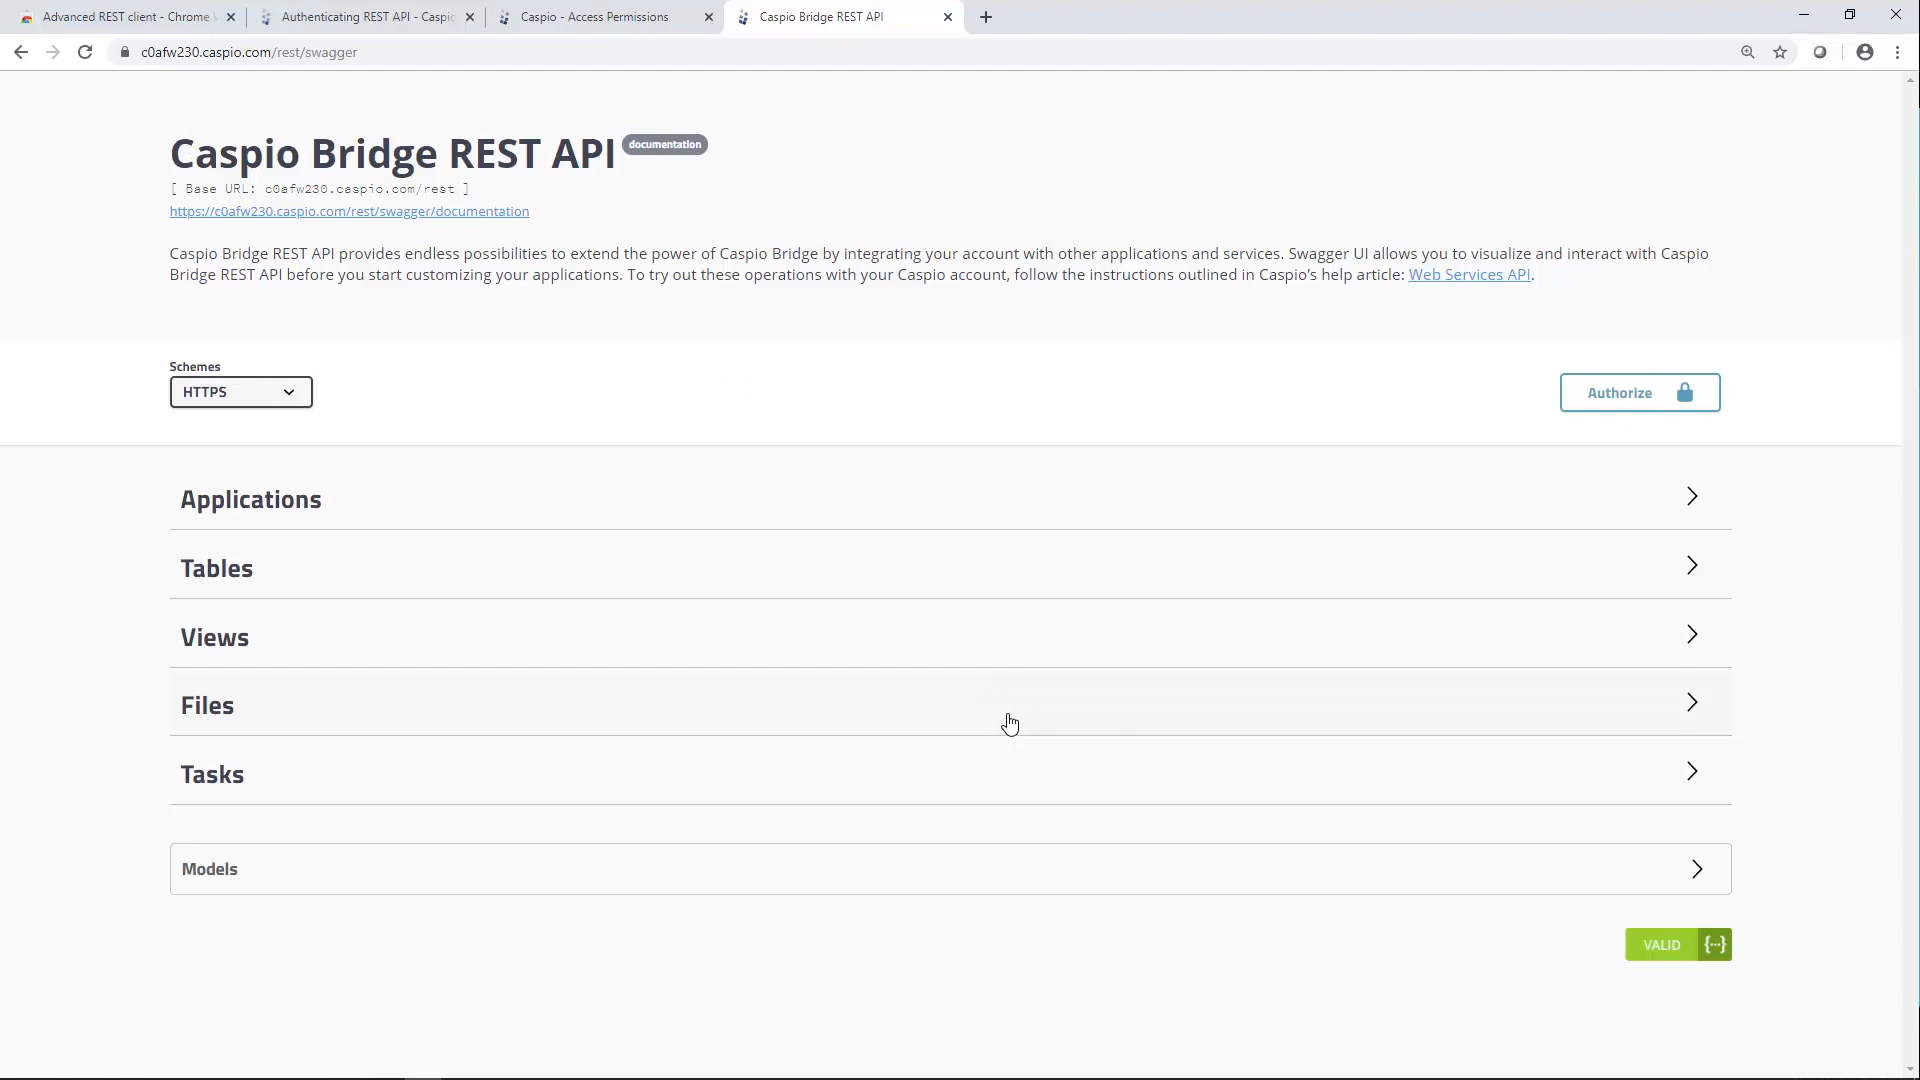 Advanced REST client - Chrome
Authenticating REST API - Caspio
Caspio - Access Permissions
Caspio Bridge REST API
c0afw230.caspio.com/rest/swagger
Caspio Bridge REST API documentation
[ Base URL: c0afw230.caspio.com/rest ]
https://c0afw230.caspio.com/rest/swagger/documentation
Caspio Bridge REST API provides endless possibilities to extend the power of Caspio Bridge by integrating your account with other applications and services. Swagger UI allows you to visualize and interact with Caspio
Bridge REST API before you start customizing your applications. To try out these operations with your Caspio account, follow the instructions outlined in Caspio’s help article: Web Services API.
Schemes
HTTPS
Authorize
Applications
Tables
Views
Files
Tasks
Models
VALID {···}